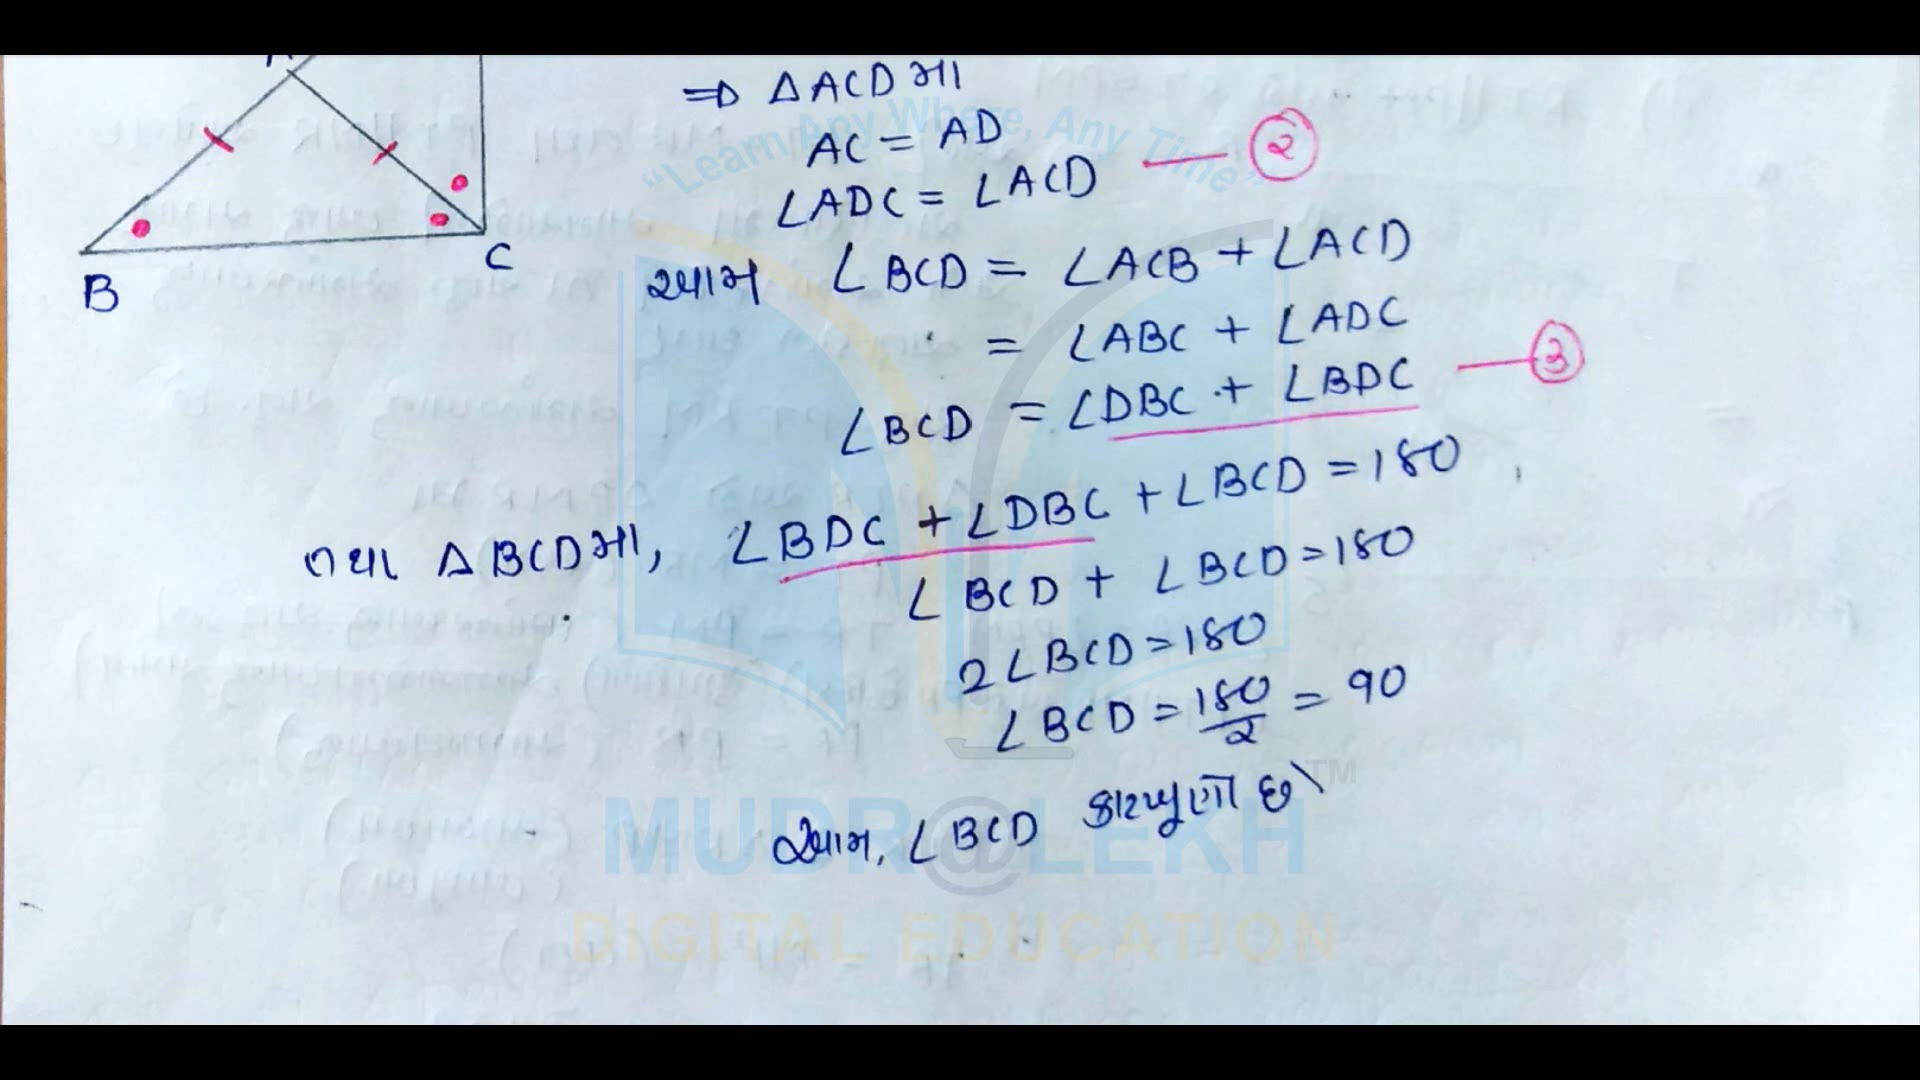 ⇒ ΔACD માં
AC = AD
∠ADC = ∠ACD — ②
"Learn Any Where, Any Time"
B
C
આમ ∠BCD = ∠ACB + ∠ACD
= ∠ABC + ∠ADC
∠BCD = ∠DBC + ∠BDC — ③
તથા ΔBCD માં, ∠BDC + ∠DBC + ∠BCD = 180
∠BCD + ∠BCD = 180
2∠BCD = 180
∠BCD = 180/2 = 90
આમ, ∠BCD કાટખૂણો છે
MUDR@LEKH
TM
DIGITAL EDUCATION